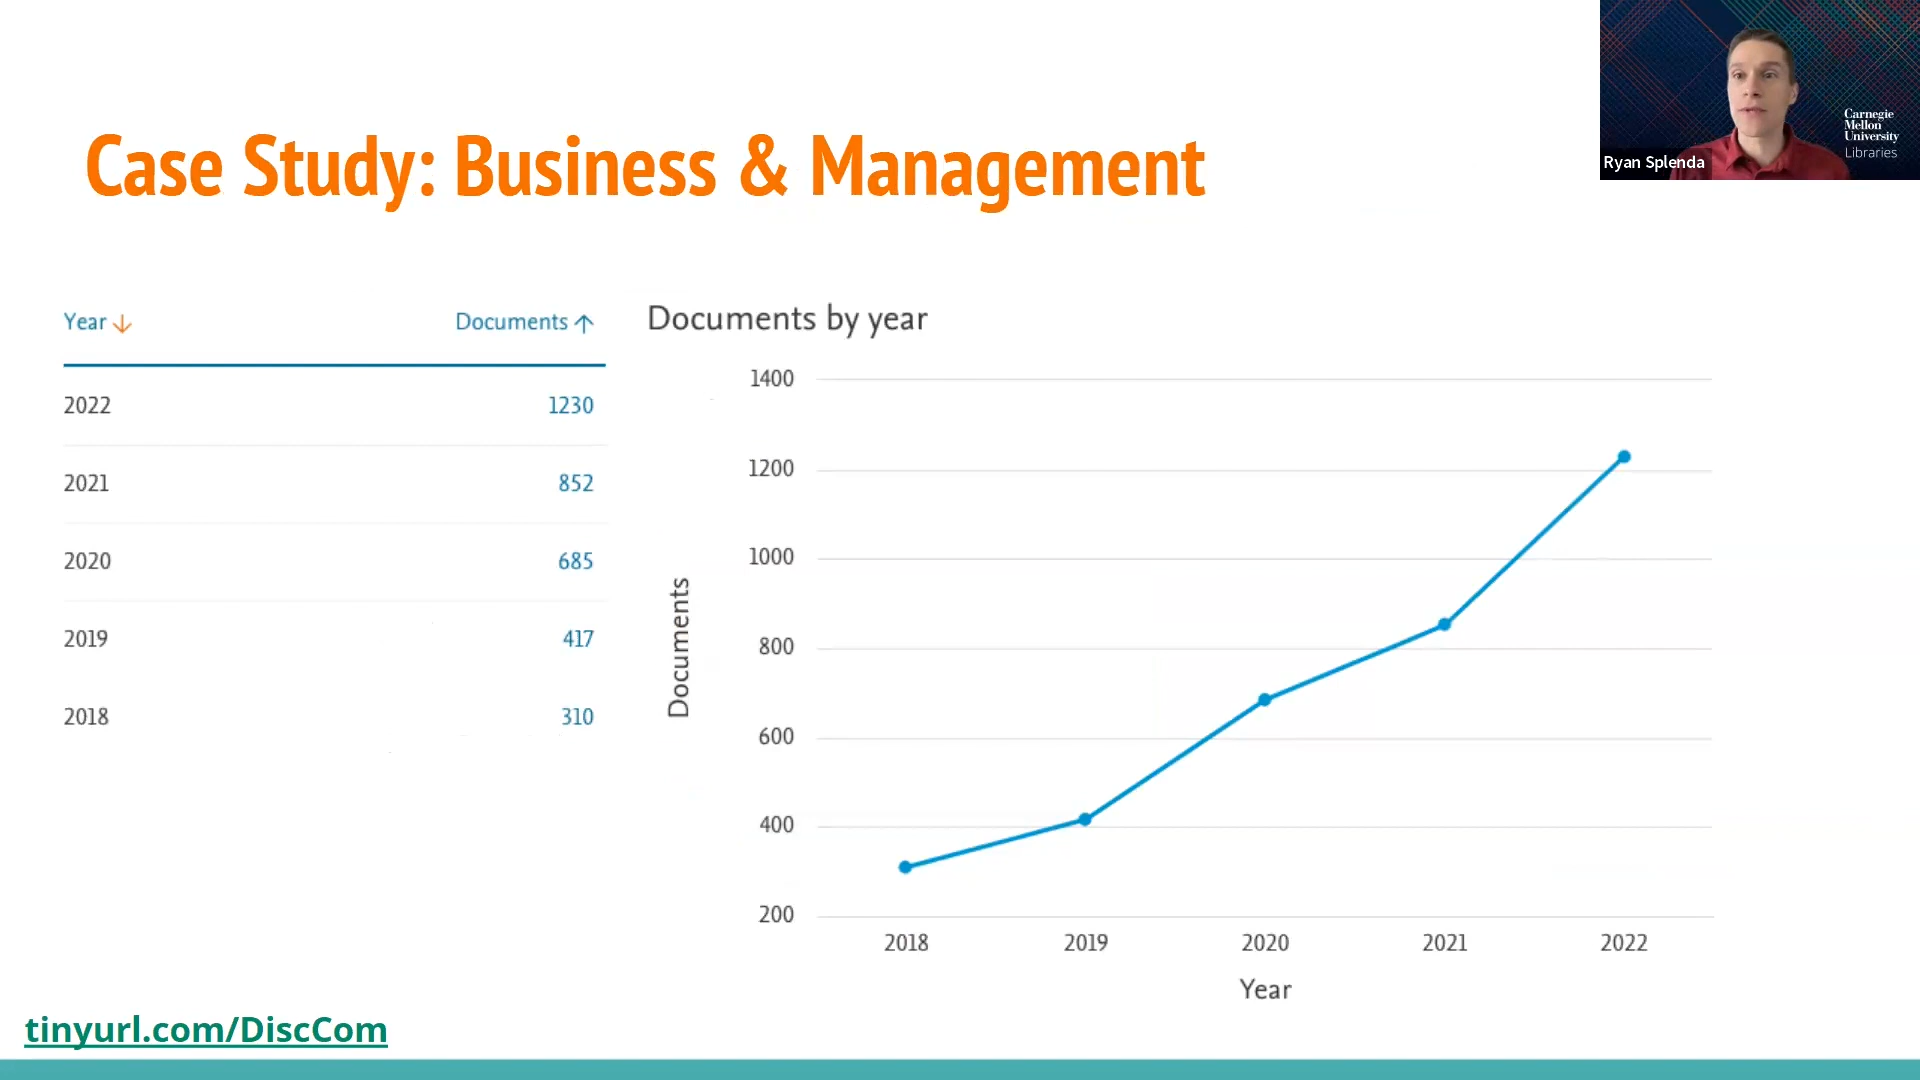 Case Study: Business & Management
Carnegie
Mellon
University
Libraries
Ryan Splenda
Year ↓ Documents ↑
2022 1230
2021 852
2020 685
2019 417
2018 310
Documents by year
Documents
1400
1200
1000
800
600
400
200
2018 2019 2020 2021 2022
Year
tinyurl.com/DiscCom